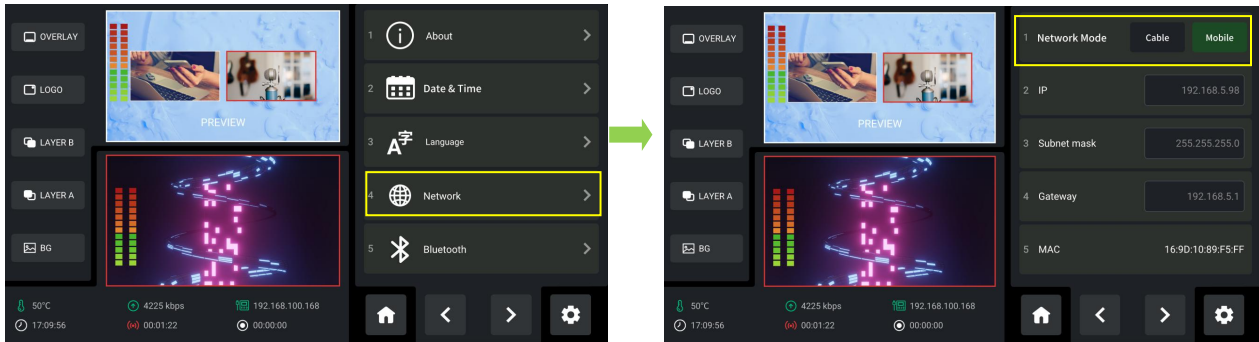 OVERLAY
LOGO
LAYER B
LAYER A
BG
PREVIEW
50°C
4225 kbps
192.168.100.168
17:09:56
00:01:22
00:00:00
1 About
2 Date & Time
3 A字 Language
4 Network
5 Bluetooth
OVERLAY
LOGO
LAYER B
LAYER A
BG
PREVIEW
50°C
4225 kbps
192.168.100.168
17:09:56
00:01:22
00:00:00
1 Network Mode Cable Mobile
2 IP 192.168.5.98
3 Subnet mask 255.255.255.0
4 Gateway 192.168.5.1
5 MAC 16:9D:10:89:F5:FF